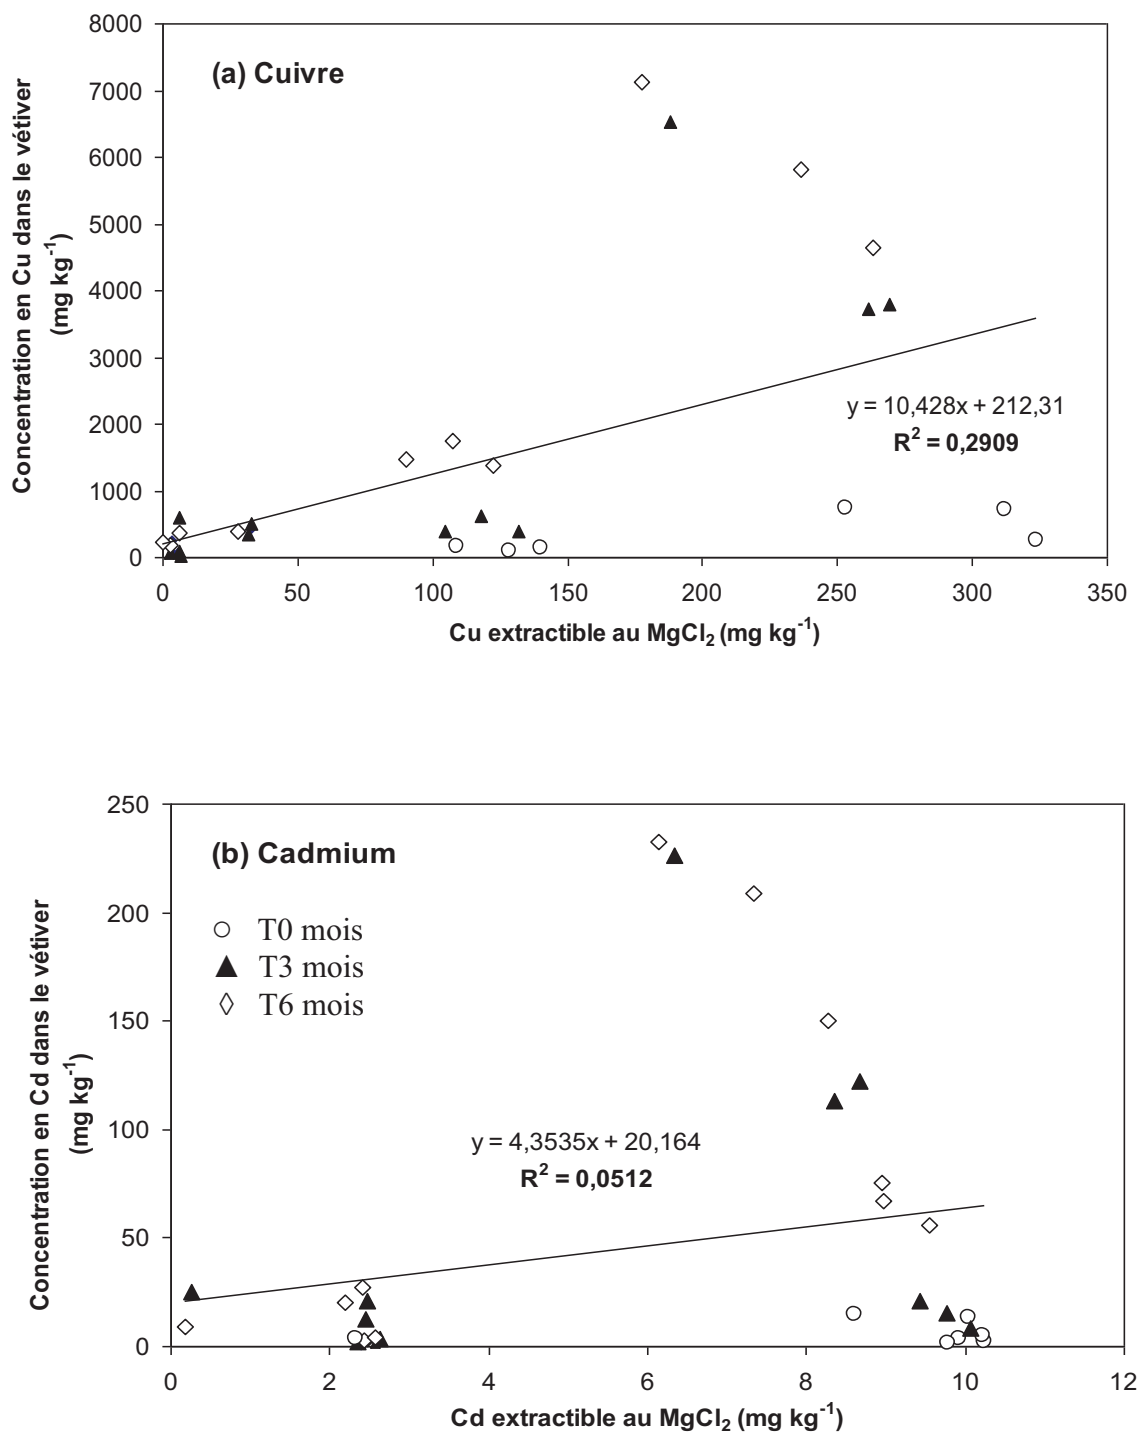 (a) Cuivre
Concentration en Cu dans le vétiver
(mg kg⁻¹)
8000
7000
6000
5000
4000
3000
2000
1000
0
y = 10,428x + 212,31
R² = 0,2909
0 50 100 150 200 250 300 350
Cu extractible au MgCl₂ (mg kg⁻¹)
(b) Cadmium
Concentration en Cd dans le vétiver
(mg kg⁻¹)
250
200
150
100
50
0
T0 mois
T3 mois
T6 mois
y = 4,3535x + 20,164
R² = 0,0512
0 2 4 6 8 10 12
Cd extractible au MgCl₂ (mg kg⁻¹)